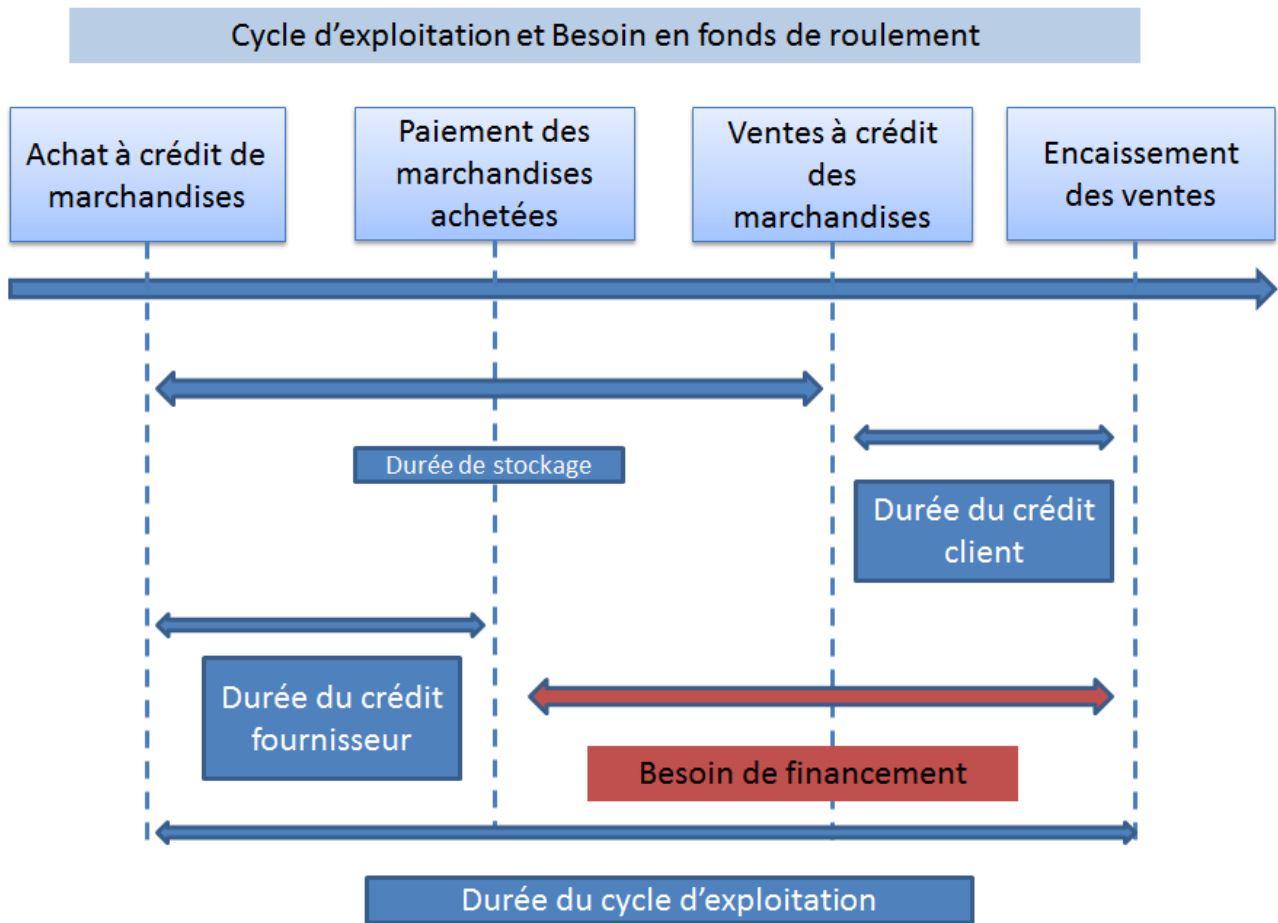 Cycle d’exploitation et Besoin en fonds de roulement
Achat à crédit de
marchandises
Paiement des
marchandises
achetées
Ventes à crédit
des
marchandises
Encaissement
des ventes
Durée de stockage
Durée du crédit
client
Durée du crédit
fournisseur
Besoin de financement
Durée du cycle d’exploitation